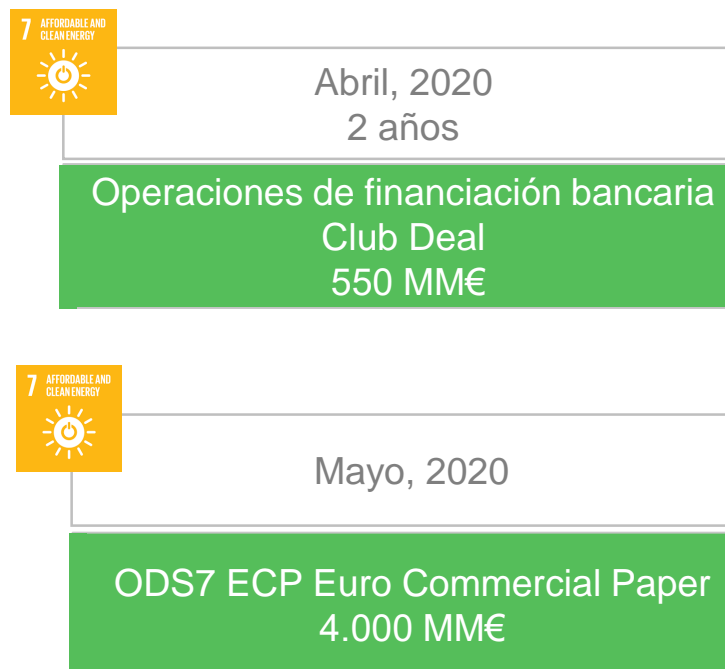 7 AFFORDABLE AND
CLEAN ENERGY
Abril, 2020
2 años
Operaciones de financiación bancaria
Club Deal
550 MM€
7 AFFORDABLE AND
CLEAN ENERGY
Mayo, 2020
ODS7 ECP Euro Commercial Paper
4.000 MM€